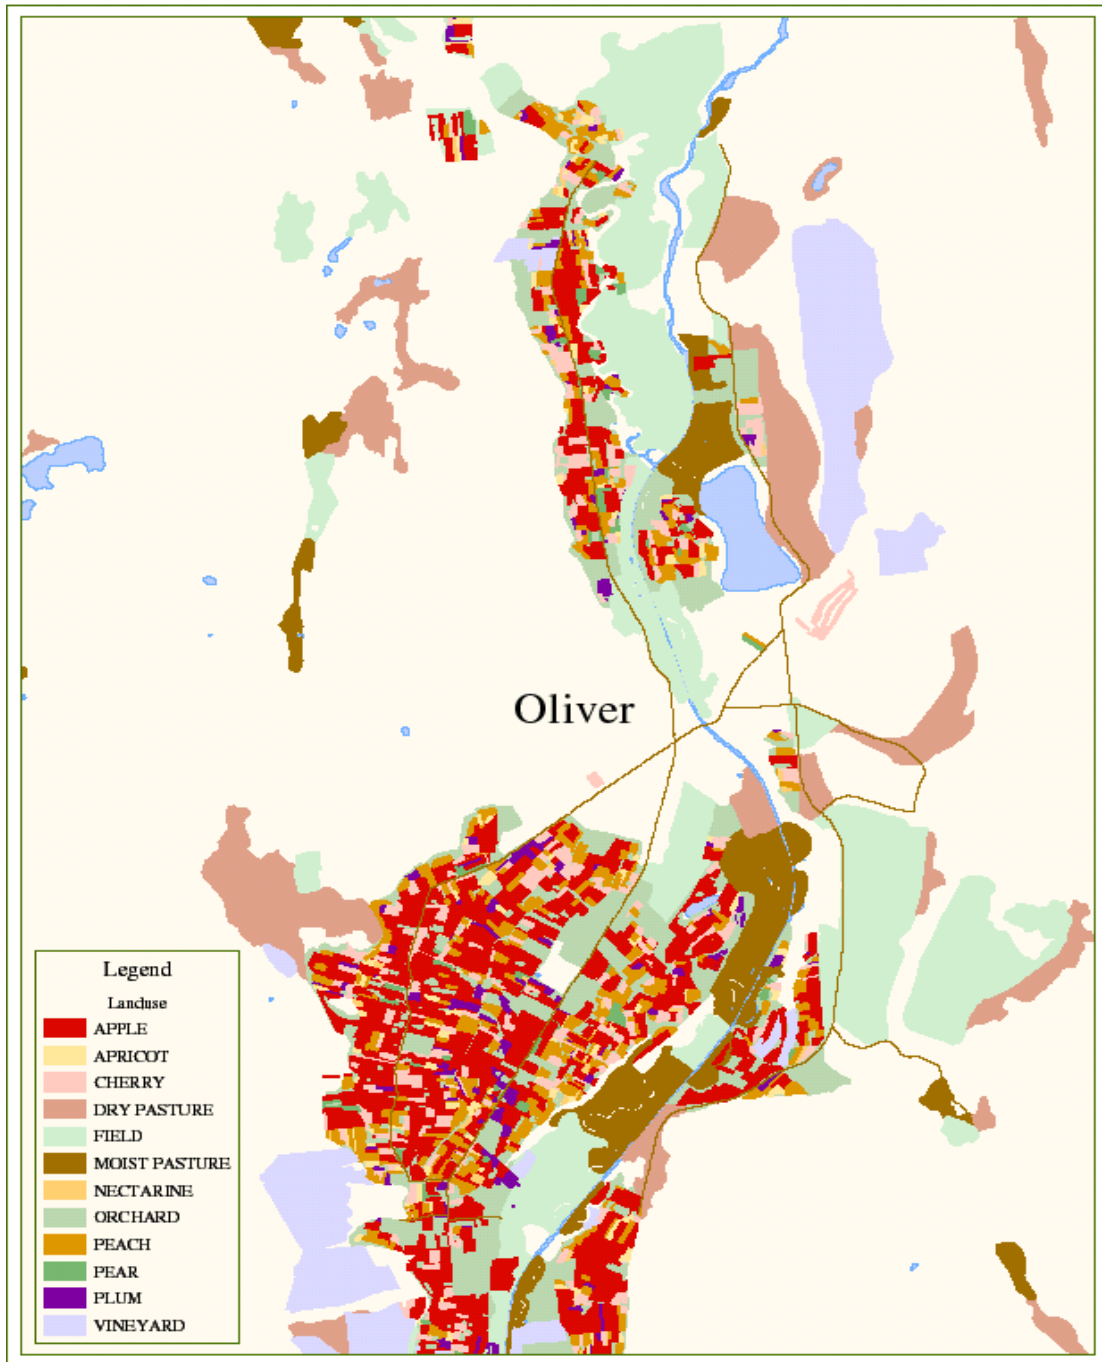 Oliver
Legend
Landuse
APPLE
APRICOT
CHERRY
DRY PASTURE
FIELD
MOIST PASTURE
NECTARINE
ORCHARD
PEACH
PEAR
PLUM
VINEYARD